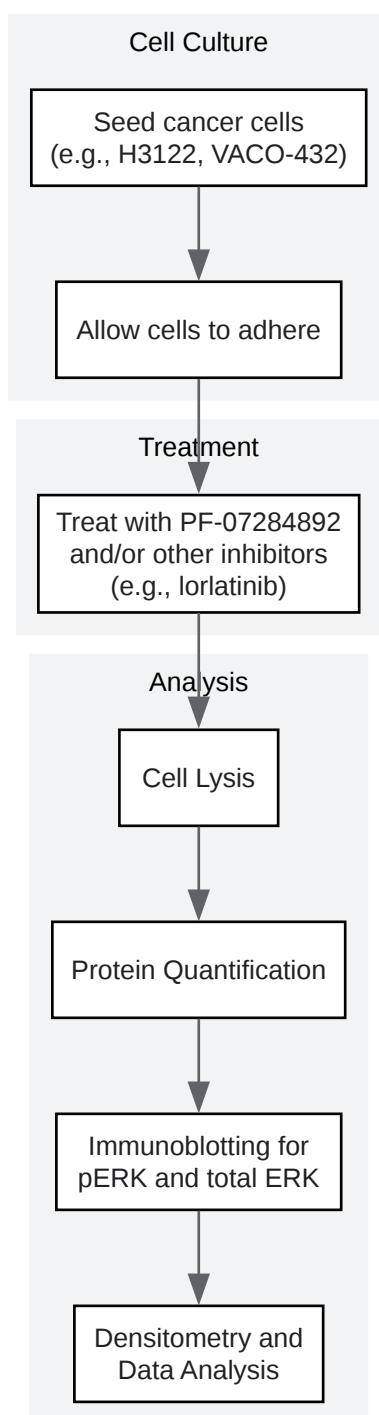 Cell Culture
Seed cancer cells
(e.g., H3122, VACO-432)
Allow cells to adhere
Treatment
Treat with PF-07284892
and/or other inhibitors
(e.g., lorlatinib)
Analysis
Cell Lysis
Protein Quantification
Immunoblotting for
pERK and total ERK
Densitometry and
Data Analysis